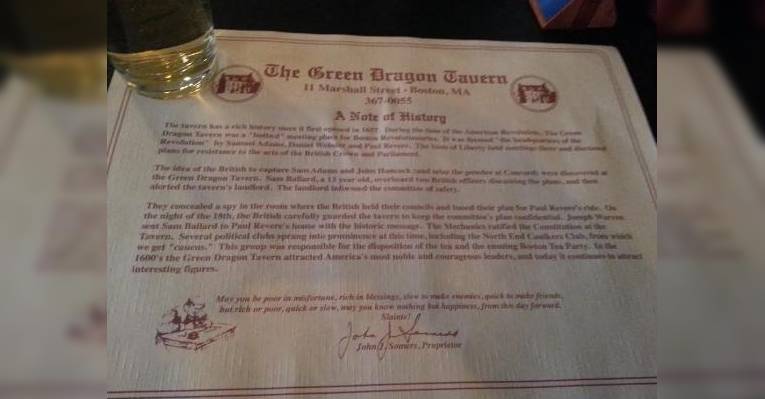 The Green Dragon Tavern
11 Marshall Street • Boston, MA
367-0055
A Note of History
The tavern has a rich history since it first opened in 1657. During the time of the American Revolution, The Green
Dragon Tavern was a "hotbed" meeting place for Boston Revolutionaries. It was termed "the headquarters of the
Revolution" by Samuel Adams, Daniel Webster and Paul Revere. The Sons of Liberty held meetings there and discussed
plans for resistance to the acts of the British Crown and Parliament.
The idea of the British to capture Sam Adams and John Hancock and seize the powder at Concord, were discovered at
the Green Dragon Tavern. Sam Ballard, a 15 year old, overheard two British officers discussing the plans, and then
alerted the tavern's landlord. The landlord informed the committee of safety.
They concealed a spy in the room where the British held their councils and based their plan for Paul Revere's ride. On
the night of the 18th, the British carefully guarded the tavern to keep the committee's plan confidential. Joseph Warren
sent Sam Ballard to Paul Revere's home with the historic message. The Mechanics ratified the Constitution at the
Tavern. Several political clubs sprang into prominence at this time, including the North End Caulkers Club, from which
we get "caucus." This group was responsible for the disposition of the tea and the ensuing Boston Tea Party. In the
1600's the Green Dragon Tavern attracted America's most noble and courageous leaders, and today it continues to attract
interesting figures.
May you be poor in misfortune, rich in blessings, slow to make enemies, quick to make friends,
but rich or poor, quick or slow, may you know nothing but happiness, from this day forward.
Slainte!
John J. Somers
John J. Somers, Proprietor